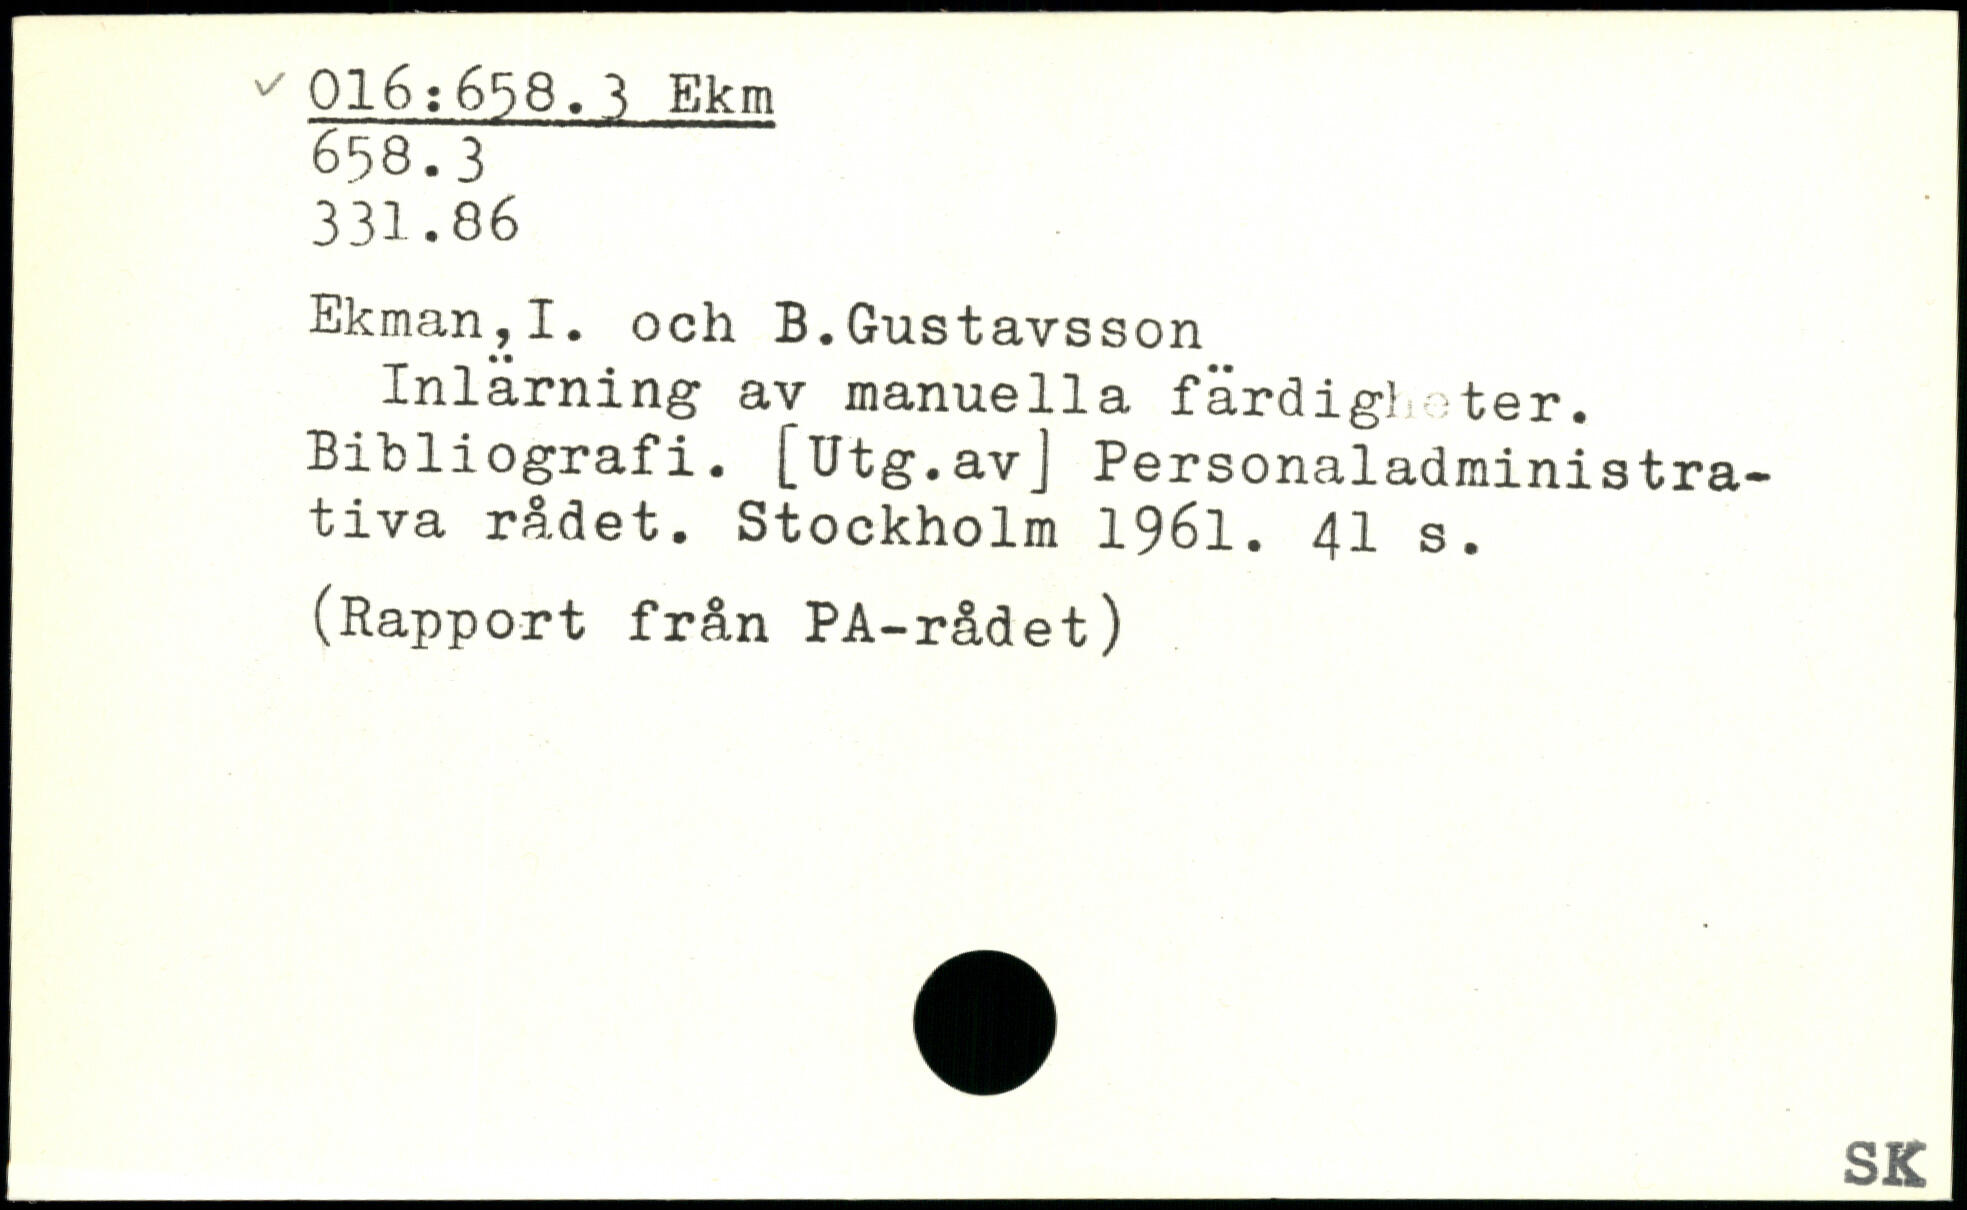 ✓ 016:658.3 Ekm
658.3
331.86
Ekman,I. och B.Gustavsson
Inlärning av manuella färdigheter.
Bibliografi. [Utg.av] Personaladministra-
tiva rådet. Stockholm 1961. 41 s.
(Rapport från PA-rådet)
SK